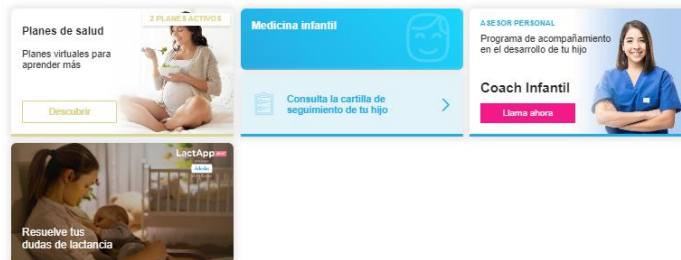 2 PLANES ACTIVOS
Planes de salud
Planes virtuales para
aprender más
Descubrir
Medicina infantil
Consulta la cartilla de
seguimiento de tu hijo
ASESOR PERSONAL
Programa de acompañamiento
en el desarrollo de tu hijo
Coach Infantil
Llama ahora
LactApp
Resuelve tus
dudas de lactancia